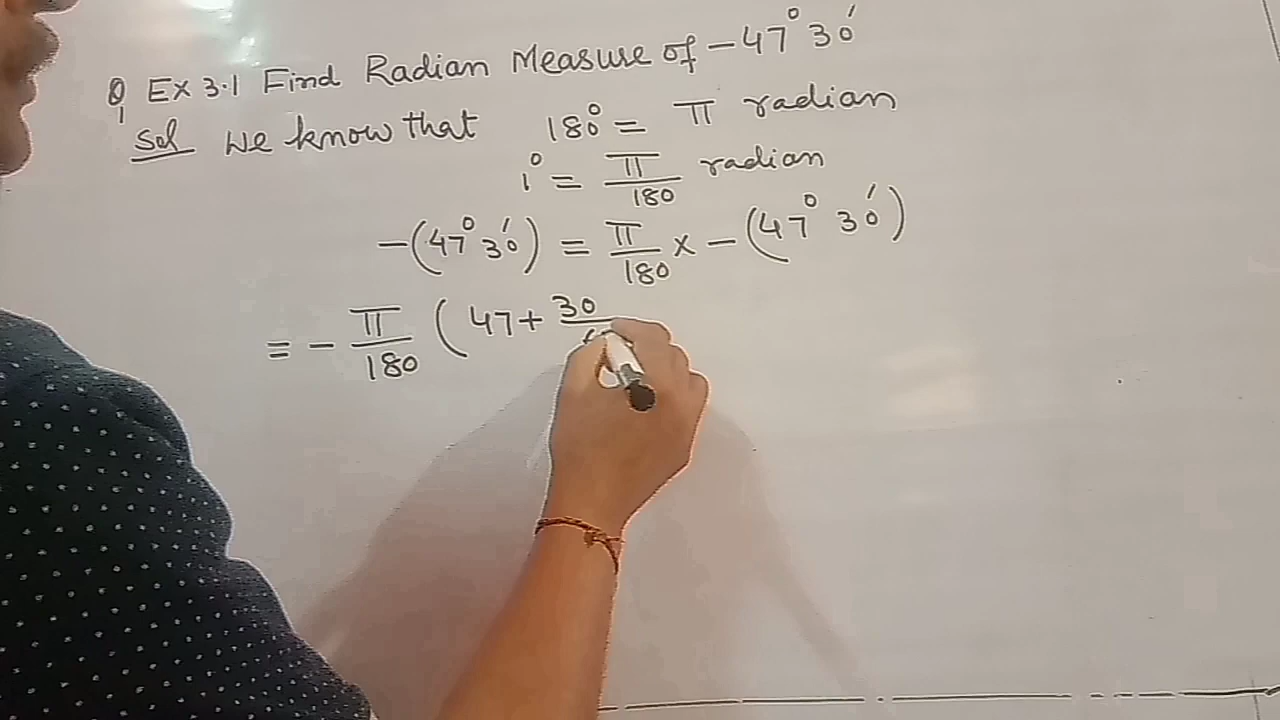 Q, Ex 3.1 Find Radian Measure of -47° 30'
Sol We know that 180° = π radian
1° = π/180 radian
-(47° 30') = π/180 × -(47° 30')
= - π/180 ( 47 + 30/